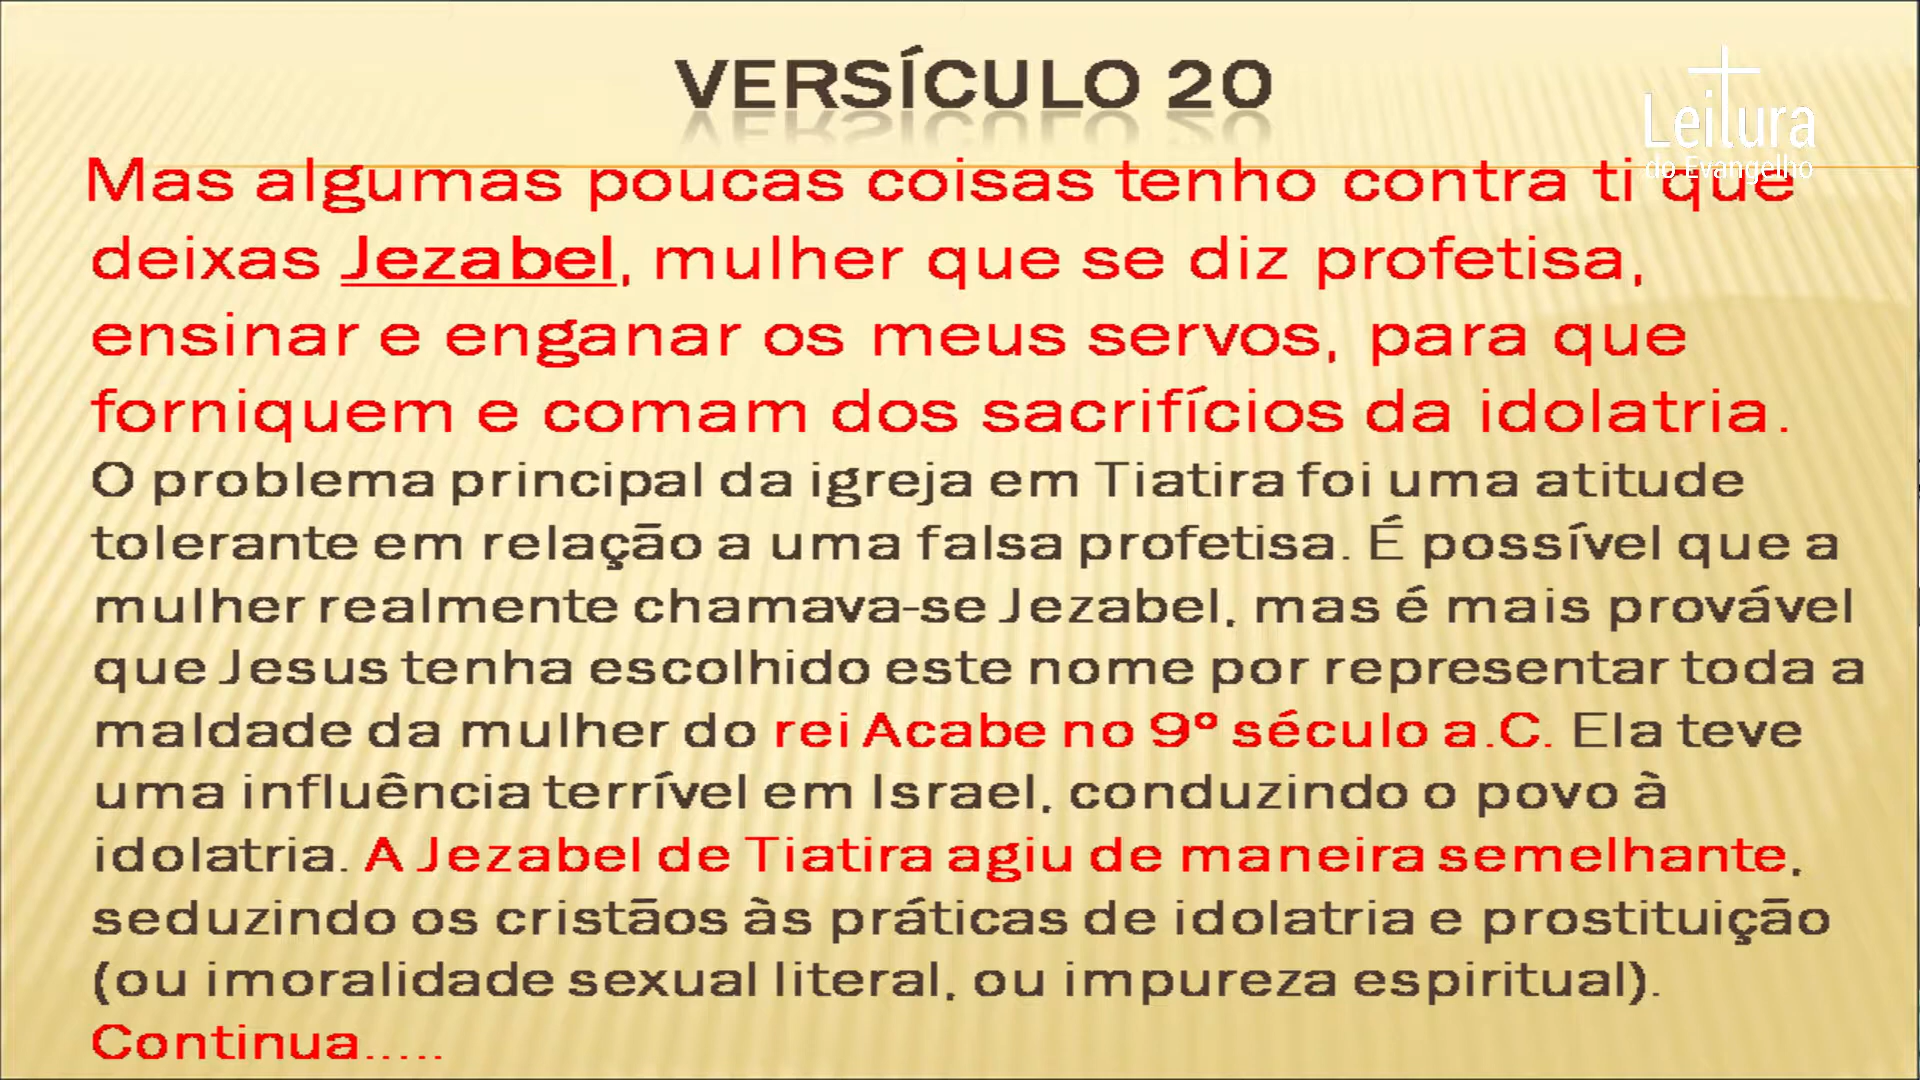 VERSÍCULO 20
Leitura
do Evangelho
Mas algumas poucas coisas tenho contra ti que
deixas Jezabel, mulher que se diz profetisa,
ensinar e enganar os meus servos, para que
forniquem e comam dos sacrifícios da idolatria.
O problema principal da igreja em Tiatira foi uma atitude
tolerante em relação a uma falsa profetisa. É possível que a
mulher realmente chamava-se Jezabel, mas é mais provável
que Jesus tenha escolhido este nome por representar toda a
maldade da mulher do rei Acabe no 9º século a.C. Ela teve
uma influência terrível em Israel, conduzindo o povo à
idolatria. A Jezabel de Tiatira agiu de maneira semelhante,
seduzindo os cristãos às práticas de idolatria e prostituição
(ou imoralidade sexual literal, ou impureza espiritual).
Continua.....